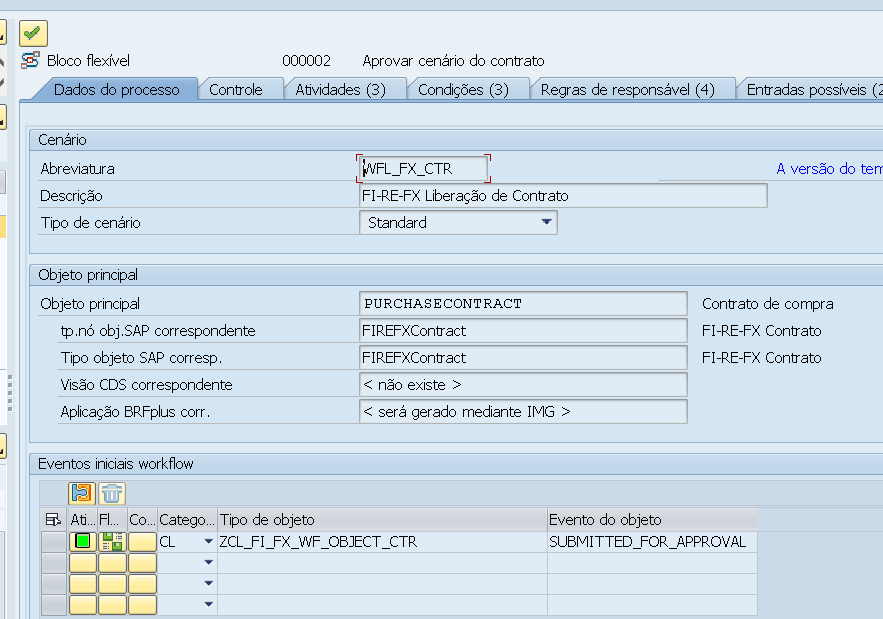 Bloco flexível 000002 Aprovar cenário do contrato
Dados do processo Controle Atividades (3) Condições (3) Regras de responsável (4) Entradas possíveis (2
Cenário
Abreviatura WFL_FX_CTR A versão do tem
Descrição FI-RE-FX Liberação de Contrato
Tipo de cenário Standard
Objeto principal
Objeto principal PURCHASECONTRACT Contrato de compra
tp.nó obj.SAP correspondente FIREFXContract FI-RE-FX Contrato
Tipo objeto SAP corresp. FIREFXContract FI-RE-FX Contrato
Visão CDS correspondente < não existe >
Aplicação BRFplus corr. < será gerado mediante IMG >
Eventos iniciais workflow
Ati... Fl... Co... Catego... Tipo de objeto Evento do objeto
CL ZCL_FI_FX_WF_OBJECT_CTR SUBMITTED_FOR_APPROVAL